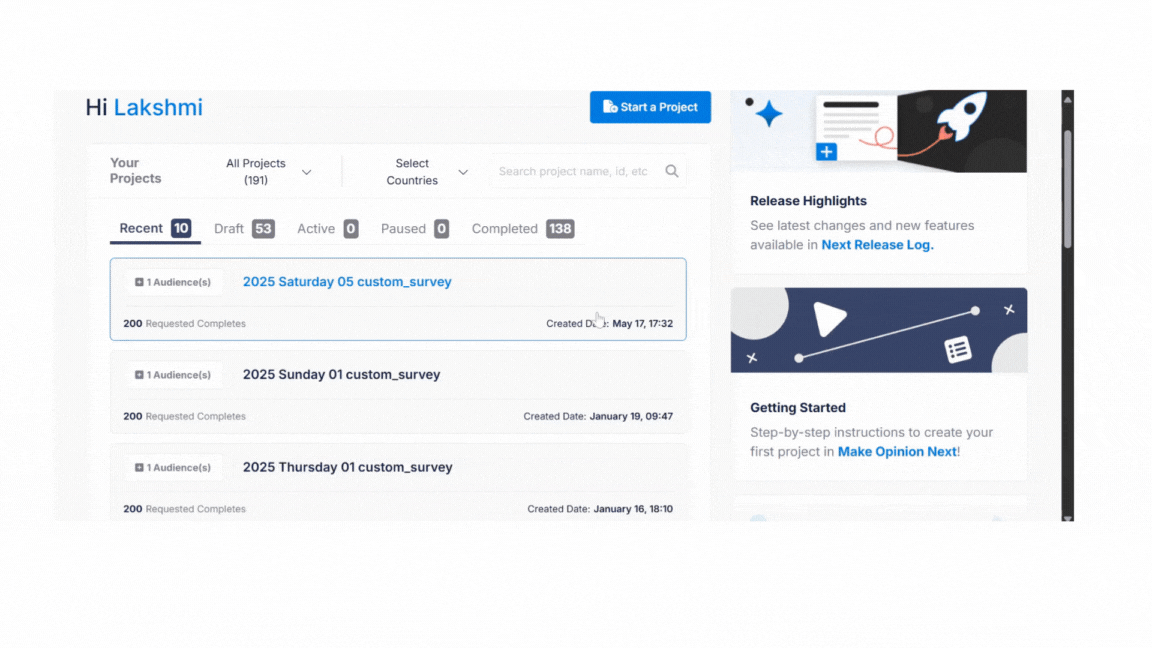 Hi Lakshmi
Start a Project
Your
Projects
All Projects
(191)
Select
Countries
Search project name, id, etc
Recent 10 Draft 53 Active 0 Paused 0 Completed 138
1 Audience(s) 2025 Saturday 05 custom_survey
200 Requested Completes Created Date: May 17, 17:32
1 Audience(s) 2025 Sunday 01 custom_survey
200 Requested Completes Created Date: January 19, 09:47
1 Audience(s) 2025 Thursday 01 custom_survey
200 Requested Completes Created Date: January 16, 18:10
Release Highlights
See latest changes and new features
available in Next Release Log.
Getting Started
Step-by-step instructions to create your
first project in Make Opinion Next!